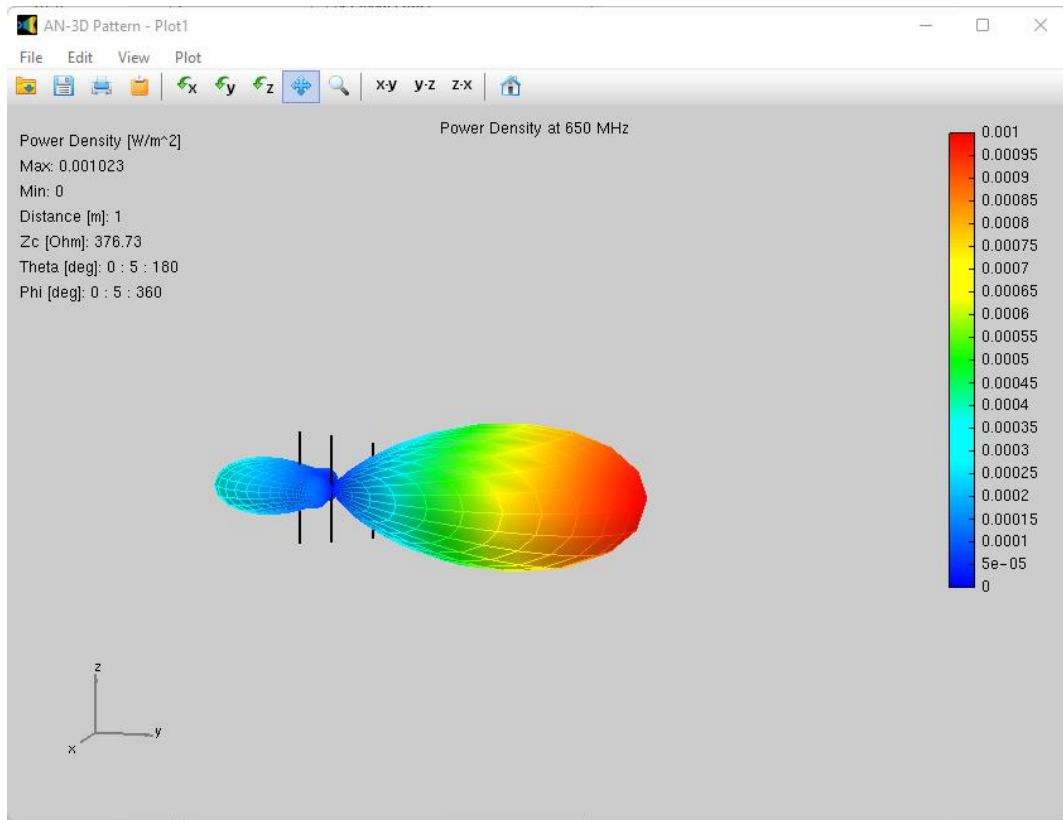 AN-3D Pattern - Plot1
File Edit View Plot
x y z x-y y-z z-x
Power Density at 650 MHz
Power Density [W/m^2]
Max: 0.001023
Min: 0
Distance [m]: 1
Zc [Ohm]: 376.73
Theta [deg]: 0 : 5 : 180
Phi [deg]: 0 : 5 : 360
0.001
0.00095
0.0009
0.00085
0.0008
0.00075
0.0007
0.00065
0.0006
0.00055
0.0005
0.00045
0.0004
0.00035
0.0003
0.00025
0.0002
0.00015
0.0001
5e-05
0
z
y
x